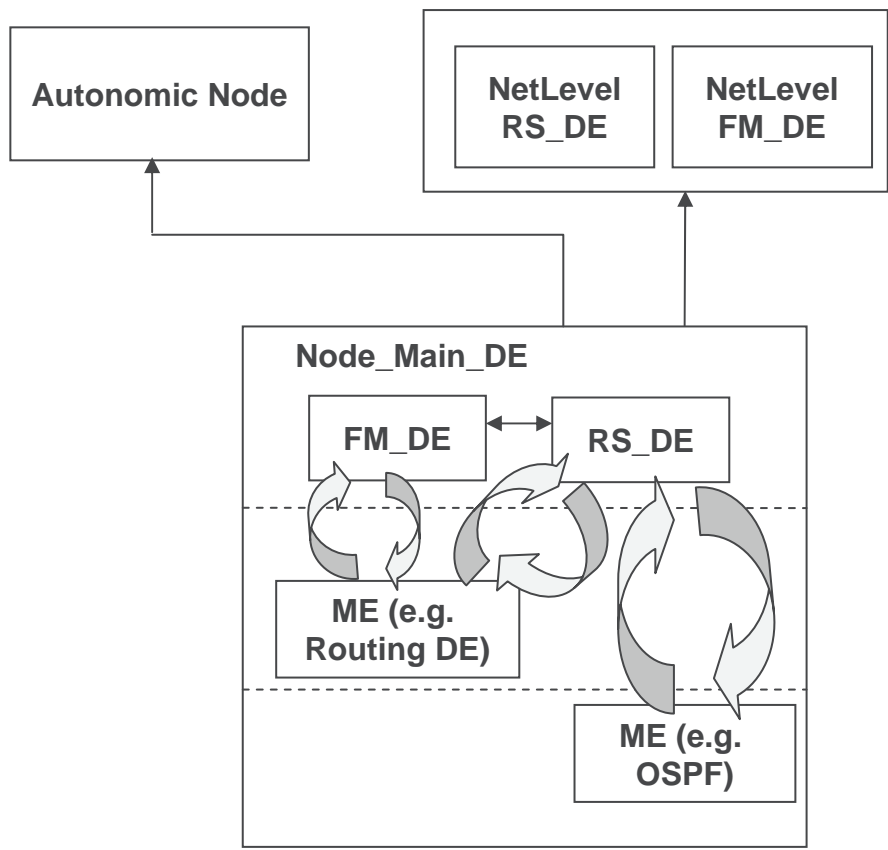 Autonomic Node
NetLevel
RS_DE
NetLevel
FM_DE
Node_Main_DE
FM_DE
RS_DE
ME (e.g.
Routing DE)
ME (e.g.
OSPF)